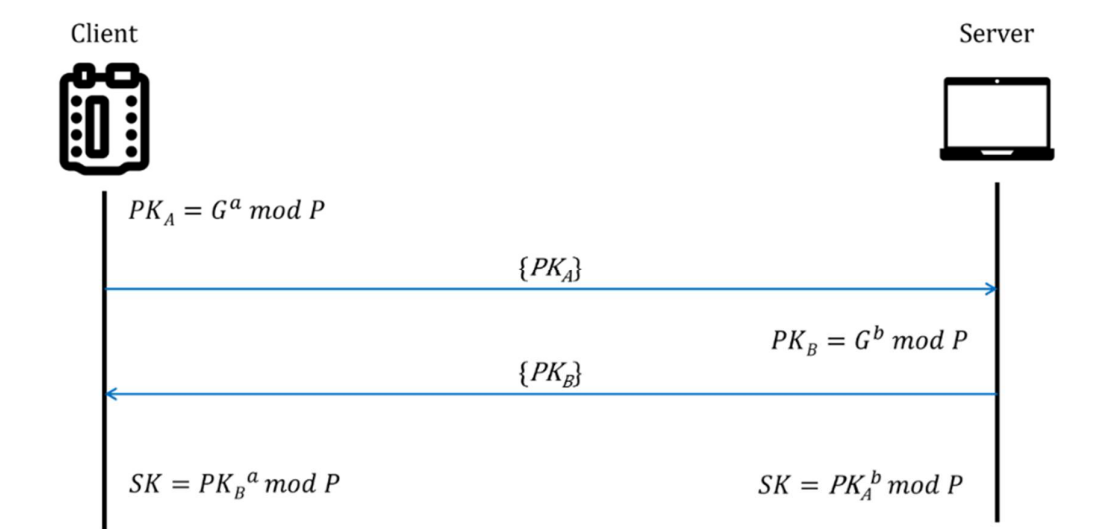 Client
Server
PK_A = G^a mod P
{PK_A}
PK_B = G^b mod P
{PK_B}
SK = PK_B^a mod P
SK = PK_A^b mod P